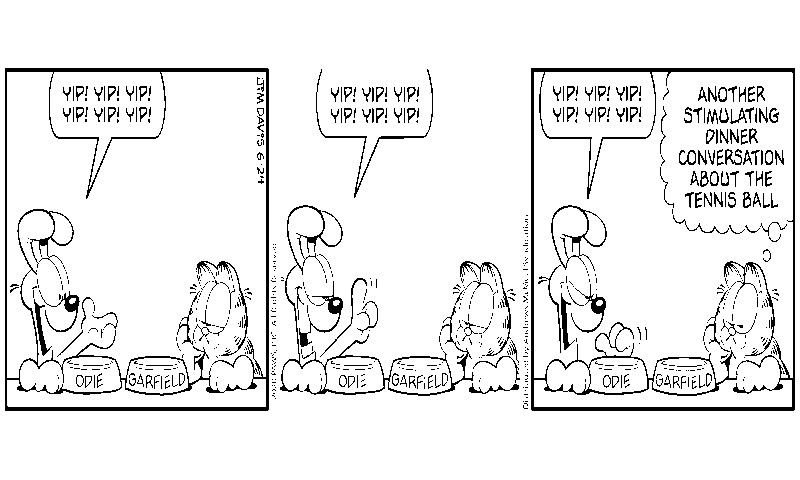 YIP! YIP! YIP!
YIP! YIP! YIP!
JIM DAVIS 6-24
ODIE
GARFIELD
YIP! YIP! YIP!
YIP! YIP! YIP!
ODIE
GARFIELD
YIP! YIP! YIP!
YIP! YIP! YIP!
ANOTHER
STIMULATING
DINNER
CONVERSATION
ABOUT THE
TENNIS BALL
ODIE
GARFIELD